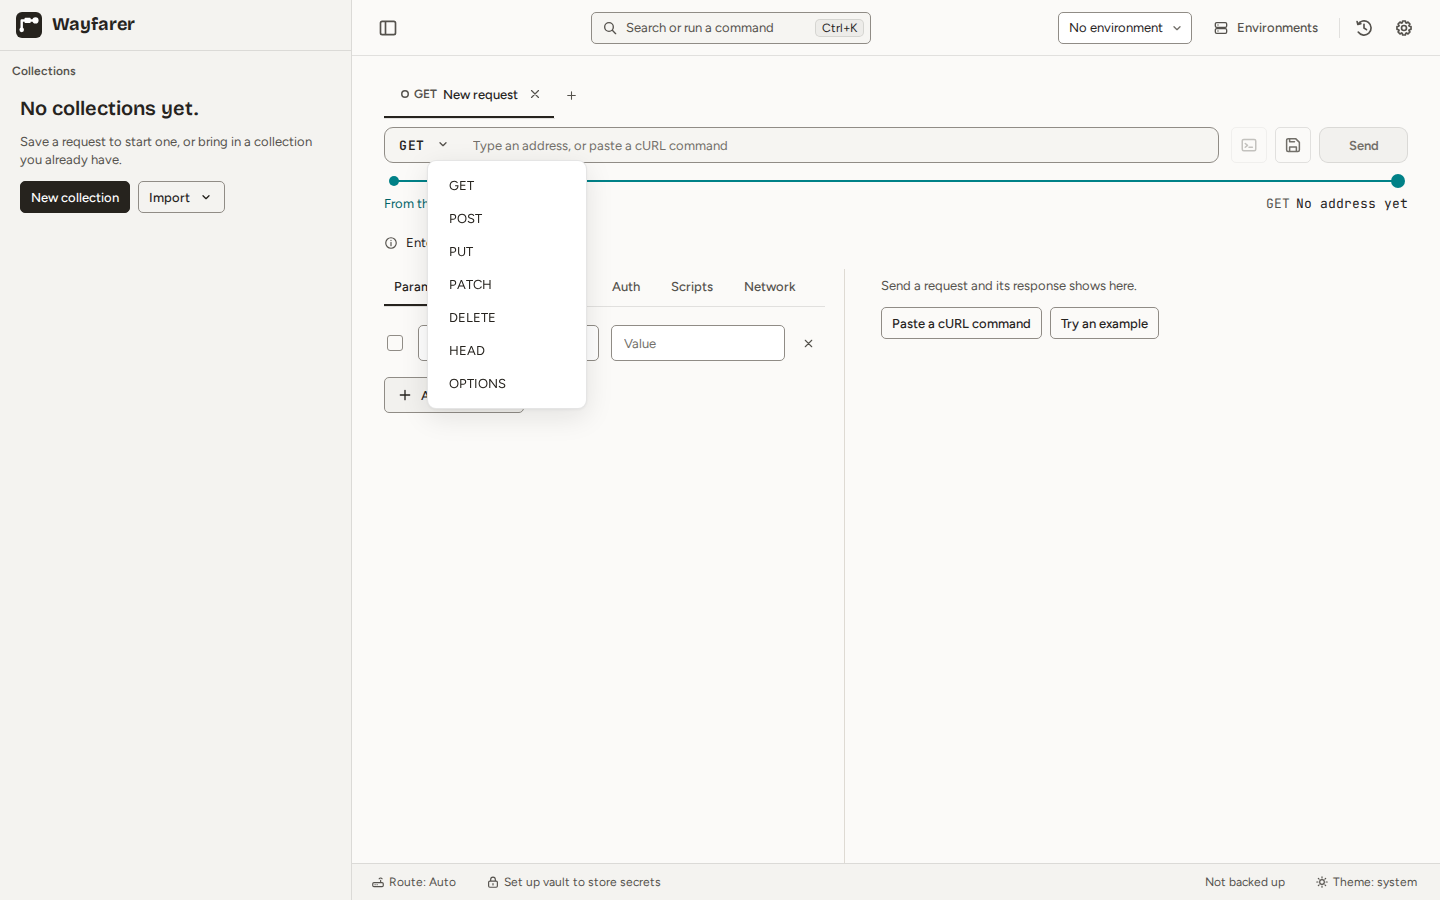 Wayfarer
Search or run a command
Ctrl+K
No environment
Environments
Collections
No collections yet.
Save a request to start one, or bring in a collection
you already have.
New collection
Import
GET New request
GET
Type an address, or paste a cURL command
Send
From
GET No address yet
GET
POST
PUT
PATCH
DELETE
HEAD
OPTIONS
Auth
Scripts
Network
Value
Send a request and its response shows here.
Paste a cURL command
Try an example
Route: Auto
Set up vault to store secrets
Not backed up
Theme: system